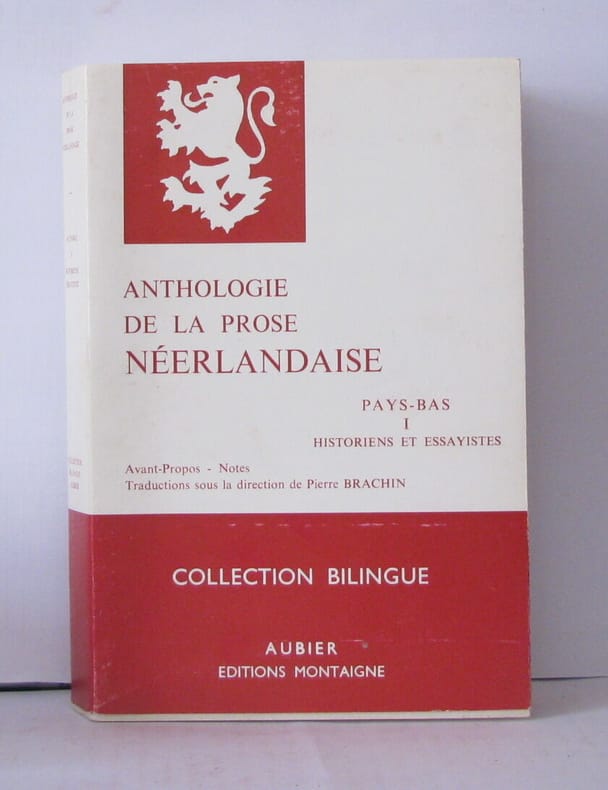 ANTHOLOGIE
DE LA PROSE
NÉERLANDAISE
PAYS-BAS
I
HISTORIENS ET ESSAYISTES
Avant-Propos - Notes
Traductions sous la direction de Pierre BRACHIN
COLLECTION BILINGUE
AUBIER
EDITIONS MONTAIGNE